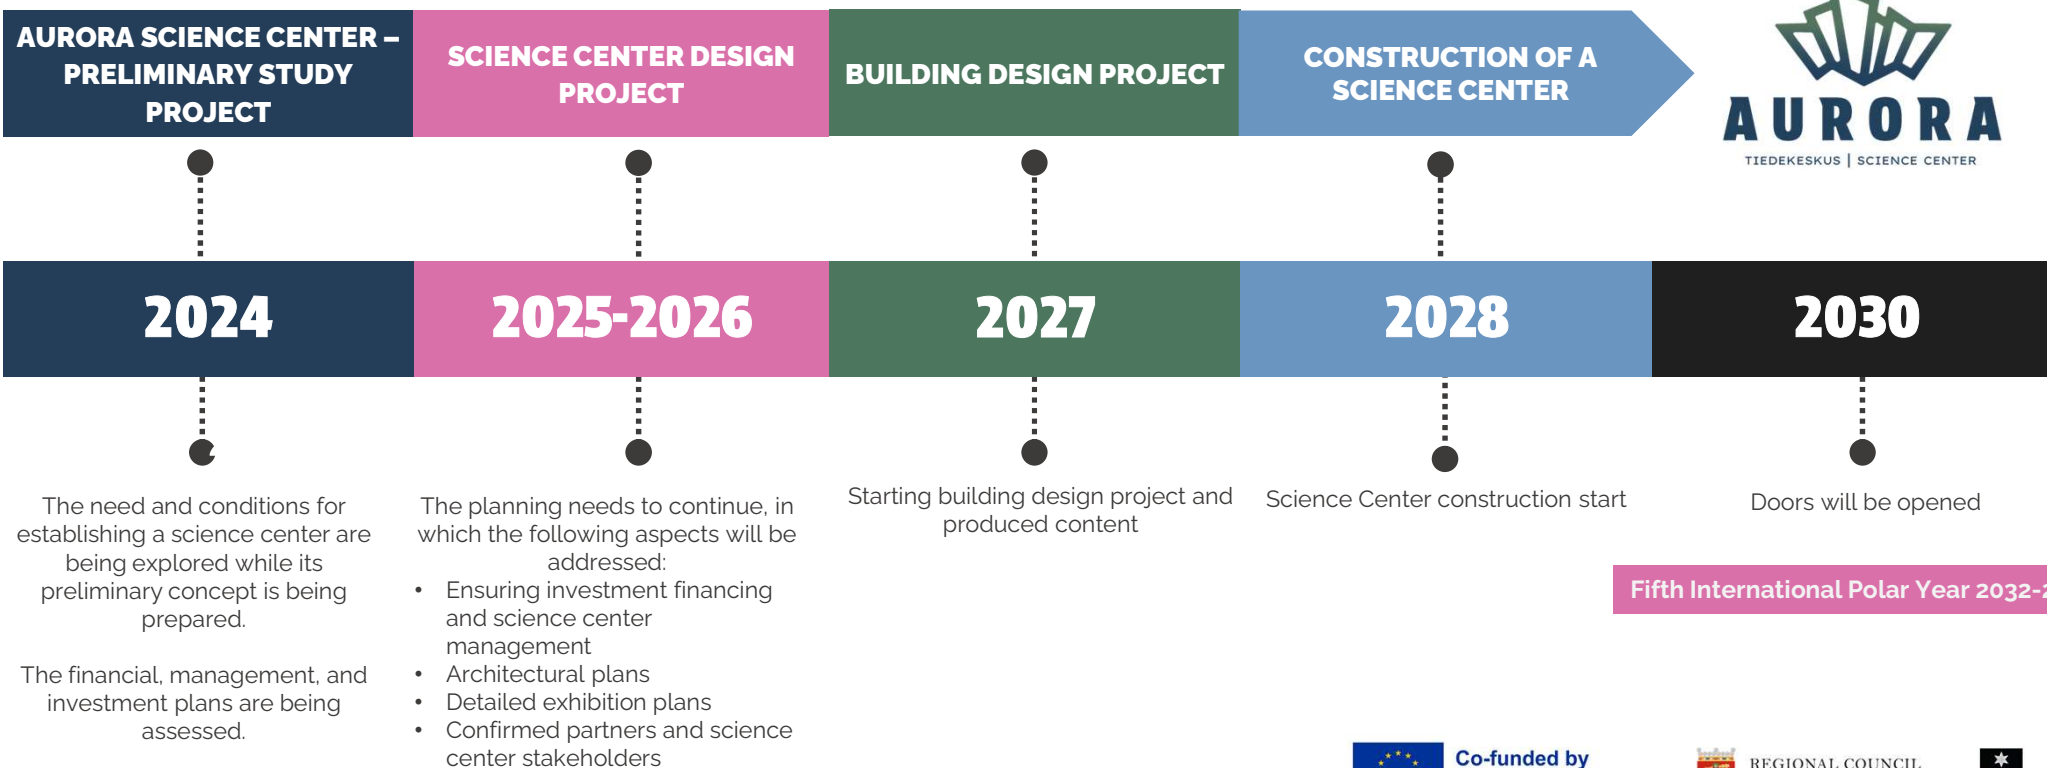 AURORA SCIENCE CENTER –
PRELIMINARY STUDY
PROJECT
SCIENCE CENTER DESIGN
PROJECT
BUILDING DESIGN PROJECT
CONSTRUCTION OF A
SCIENCE CENTER
AURORA
TIEDEKESKUS | SCIENCE CENTER
2024
2025-2026
2027
2028
2030
The need and conditions for
establishing a science center are
being explored while its
preliminary concept is being
prepared.
The financial, management, and
investment plans are being
assessed.
The planning needs to continue, in
which the following aspects will be
addressed:
• Ensuring investment financing
and science center
management
• Architectural plans
• Detailed exhibition plans
• Confirmed partners and science
center stakeholders
Starting building design project and
produced content
Science Center construction start
Doors will be opened
Fifth International Polar Year 2032-
Co-funded by
REGIONAL COUNCIL